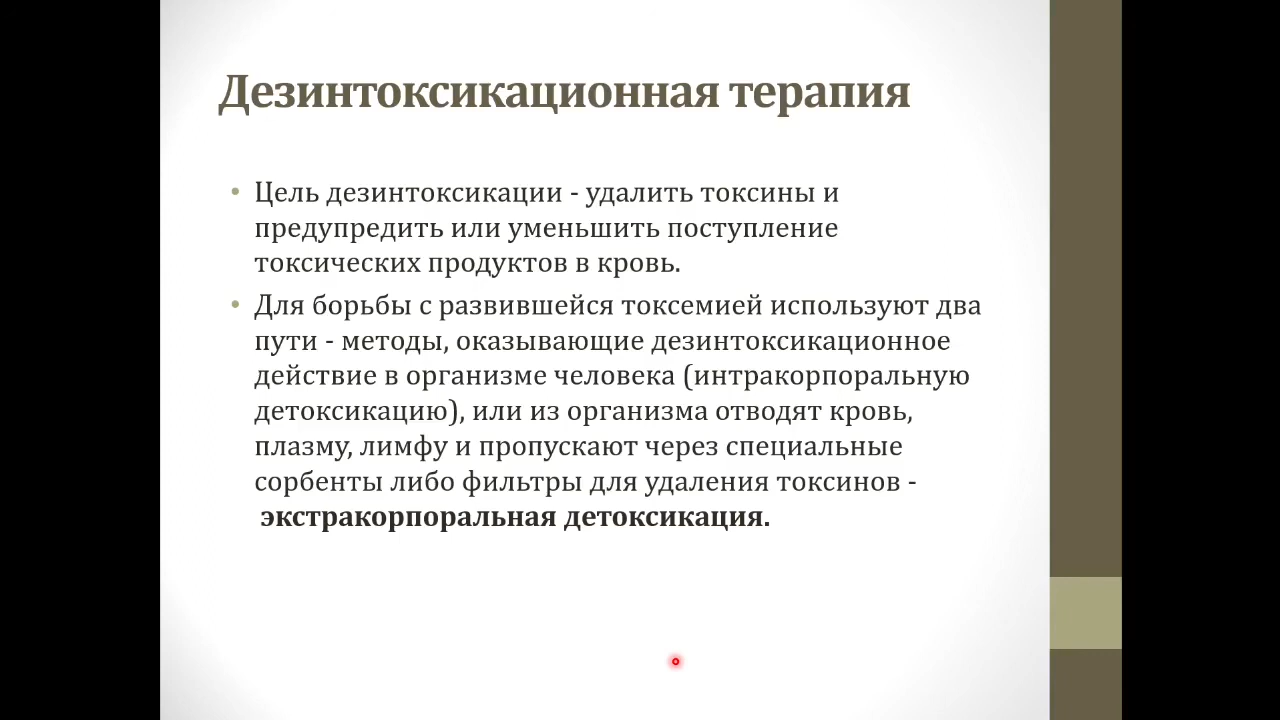 Дезинтоксикационная терапия
• Цель дезинтоксикации - удалить токсины и
предупредить или уменьшить поступление
токсических продуктов в кровь.
• Для борьбы с развившейся токсемией используют два
пути - методы, оказывающие дезинтоксикационное
действие в организме человека (интракорпоральную
детоксикацию), или из организма отводят кровь,
плазму, лимфу и пропускают через специальные
сорбенты либо фильтры для удаления токсинов -
экстракорпоральная детоксикация.